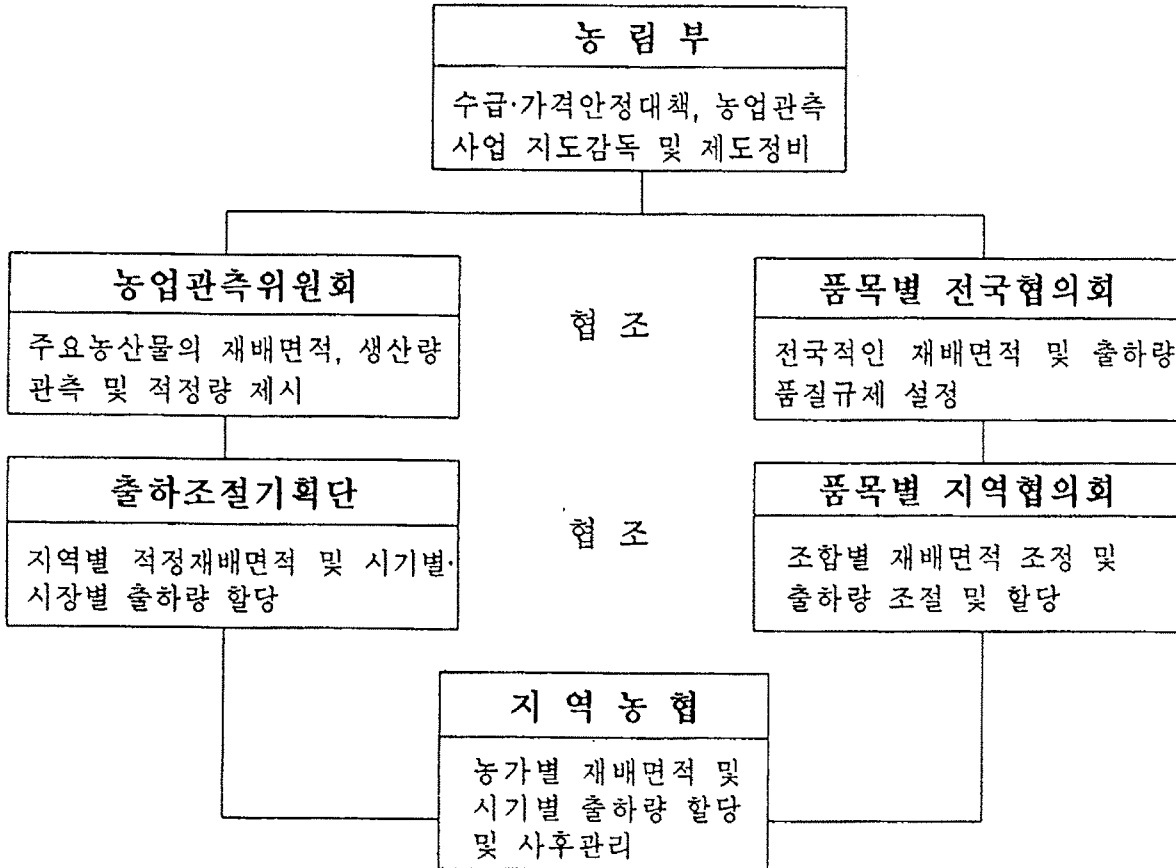 농 림 부
수급·가격안정대책, 농업관측
사업 지도감독 및 제도정비
농업관측위원회
주요농산물의 재배면적, 생산량
관측 및 적정량 제시
협 조
품목별 전국협의회
전국적인 재배면적 및 출하량
품질규제 설정
출하조절기획단
지역별 적정재배면적 및 시기별·
시장별 출하량 할당
협 조
품목별 지역협의회
조합별 재배면적 조정 및
출하량 조절 및 할당
지 역 농 협
농가별 재배면적 및
시기별 출하량 할당
및 사후관리